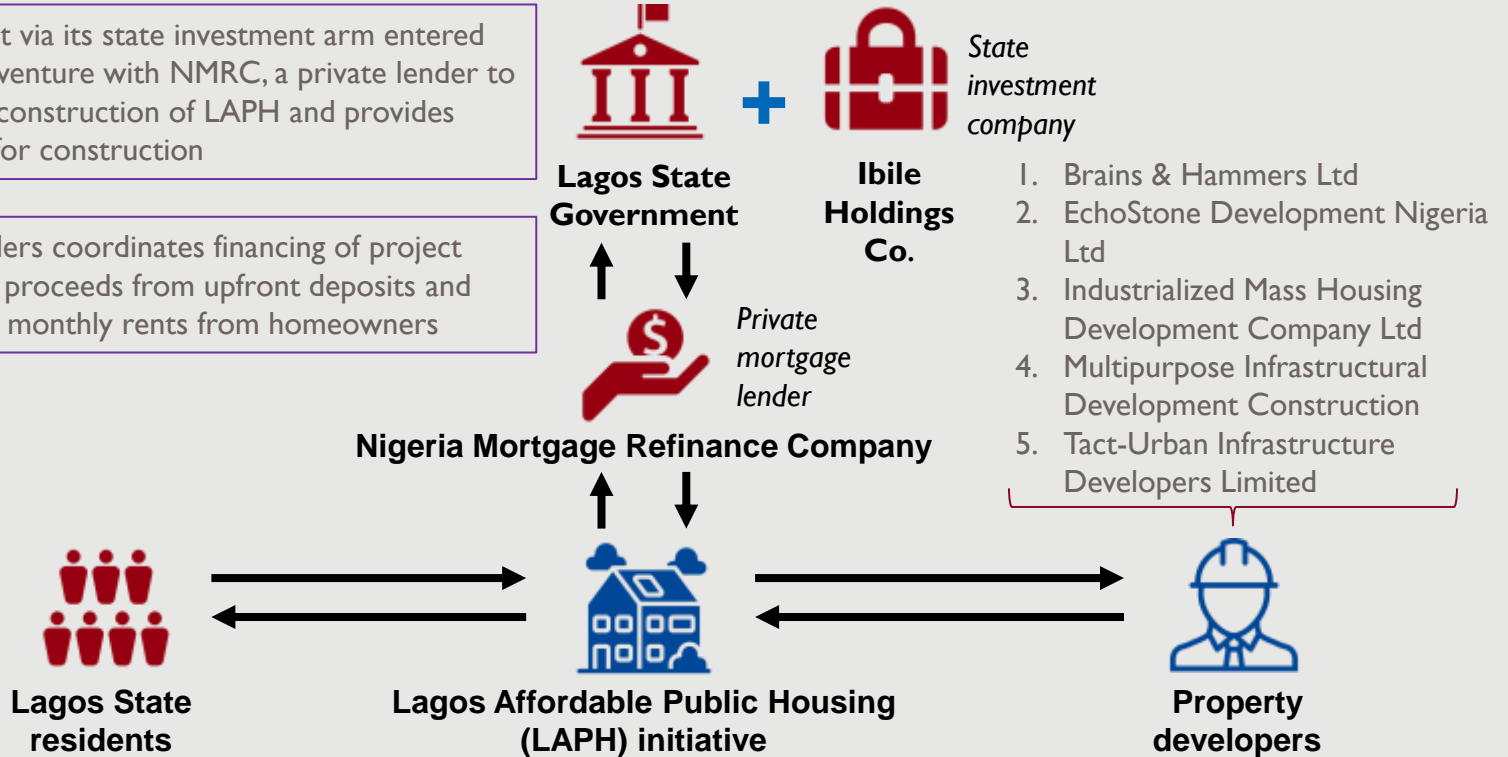 t via its state investment arm entered
venture with NMRC, a private lender to
construction of LAPH and provides
for construction
lers coordinates financing of project
proceeds from upfront deposits and
monthly rents from homeowners
Lagos State
Government
Ibile
Holdings
Co.
State
investment
company
$
Private
mortgage
lender
Nigeria Mortgage Refinance Company
1. Brains & Hammers Ltd
2. EchoStone Development Nigeria
Ltd
3. Industrialized Mass Housing
Development Company Ltd
4. Multipurpose Infrastructural
Development Construction
5. Tact-Urban Infrastructure
Developers Limited
Lagos State
residents
Lagos Affordable Public Housing
(LAPH) initiative
Property
developers